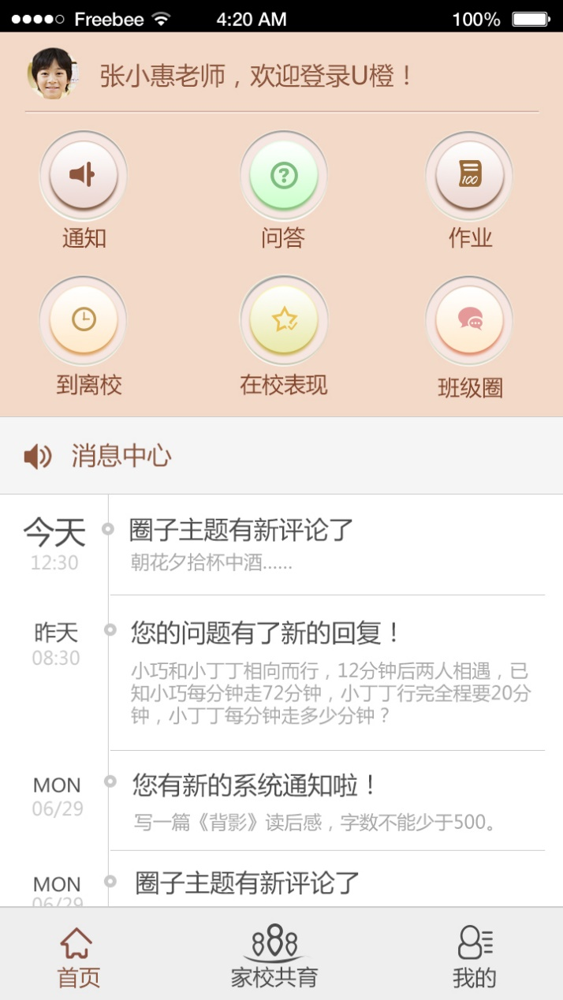 Freebee 4:20 AM 100%
张小惠老师，欢迎登录U橙！
100
通知 问答 作业
到离校 在校表现 班级圈
消息中心
今天 圈子主题有新评论了
12:30 朝花夕拾杯中酒……
昨天 您的问题有了新的回复！
08:30
小巧和小丁丁相向而行，12分钟后两人相遇，已
知小巧每分钟走72分钟，小丁丁行完全程要20分
钟，小丁丁每分钟走多少分钟？
MON 您有新的系统通知啦！
06/29 写一篇《背影》读后感，字数不能少于500。
MON 圈子主题有新评论了
06/29
首页 家校共育 我的